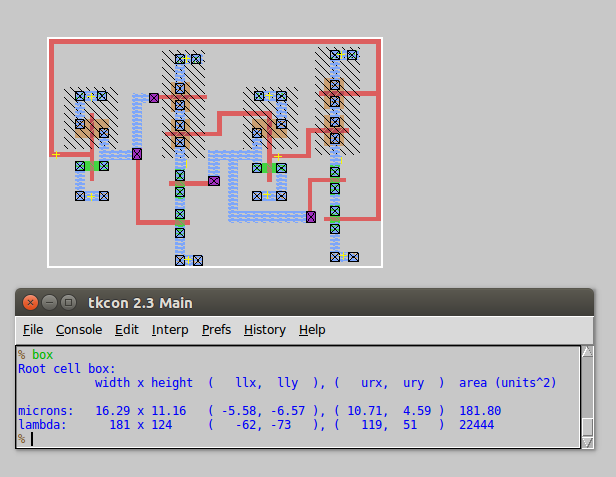 tkcon 2.3 Main
File Console Edit Interp Prefs History Help
% box
Root cell box:
width x height ( llx, lly ), ( urx, ury ) area (units^2)
microns: 16.29 x 11.16 ( -5.58, -6.57 ), ( 10.71, 4.59 ) 181.80
lambda: 181 x 124 ( -62, -73 ), ( 119, 51 ) 22444
%